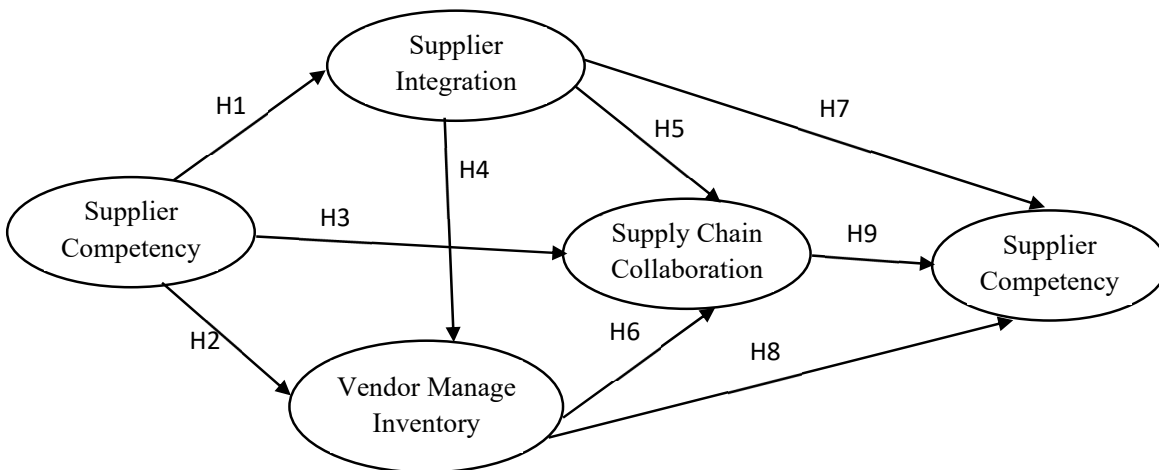 Supplier
Integration
H1
H7
H5
H4
Supplier
Competency
H3
Supply Chain
Collaboration
H9
Supplier
Competency
H2
H6
H8
Vendor Manage
Inventory